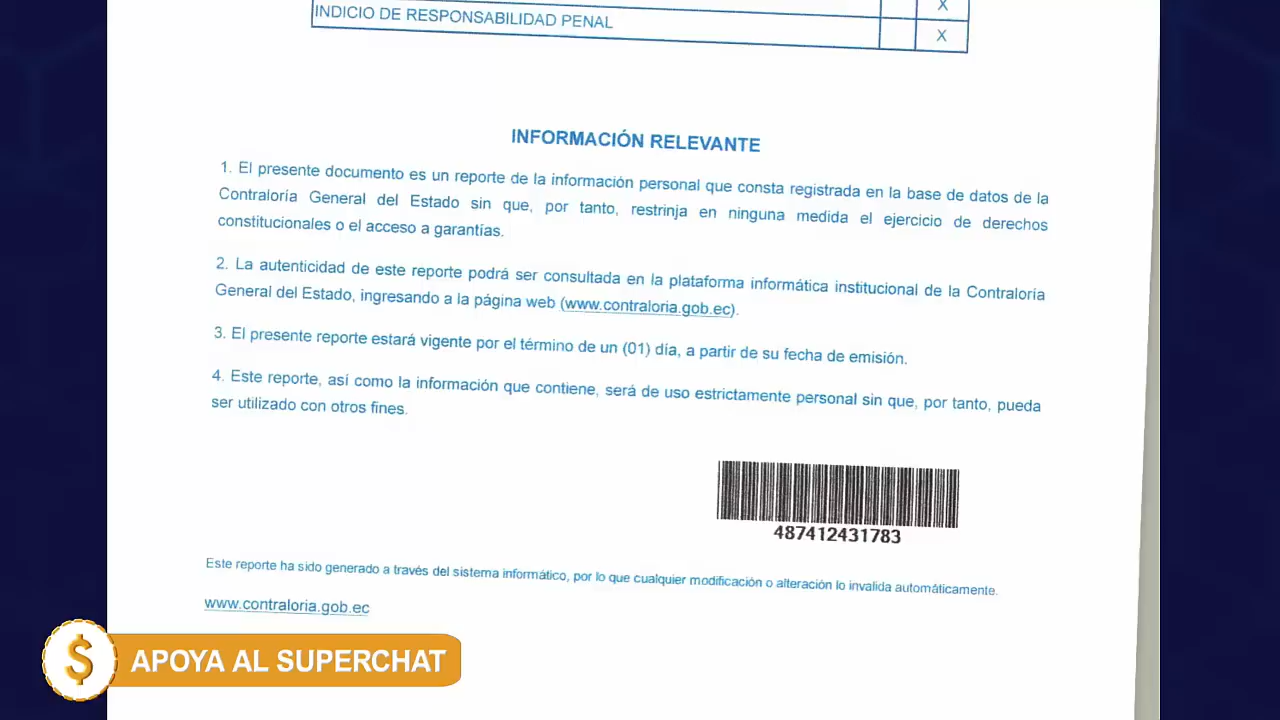 X
INDICIO DE RESPONSABILIDAD PENAL
X
INFORMACIÓN RELEVANTE
1. El presente documento es un reporte de la información personal que consta registrada en la base de datos de la
Contraloría General del Estado sin que, por tanto, restrinja en ninguna medida el ejercicio de derechos
constitucionales o el acceso a garantías.
2. La autenticidad de este reporte podrá ser consultada en la plataforma informática institucional de la Contraloría
General del Estado, ingresando a la página web (www.contraloria.gob.ec).
3. El presente reporte estará vigente por el término de un (01) día, a partir de su fecha de emisión.
4. Este reporte, así como la información que contiene, será de uso estrictamente personal sin que, por tanto, pueda
ser utilizado con otros fines.
487412431783
Este reporte ha sido generado a través del sistema informático, por lo que cualquier modificación o alteración lo invalida automáticamente.
www.contraloria.gob.ec
$ APOYA AL SUPERCHAT